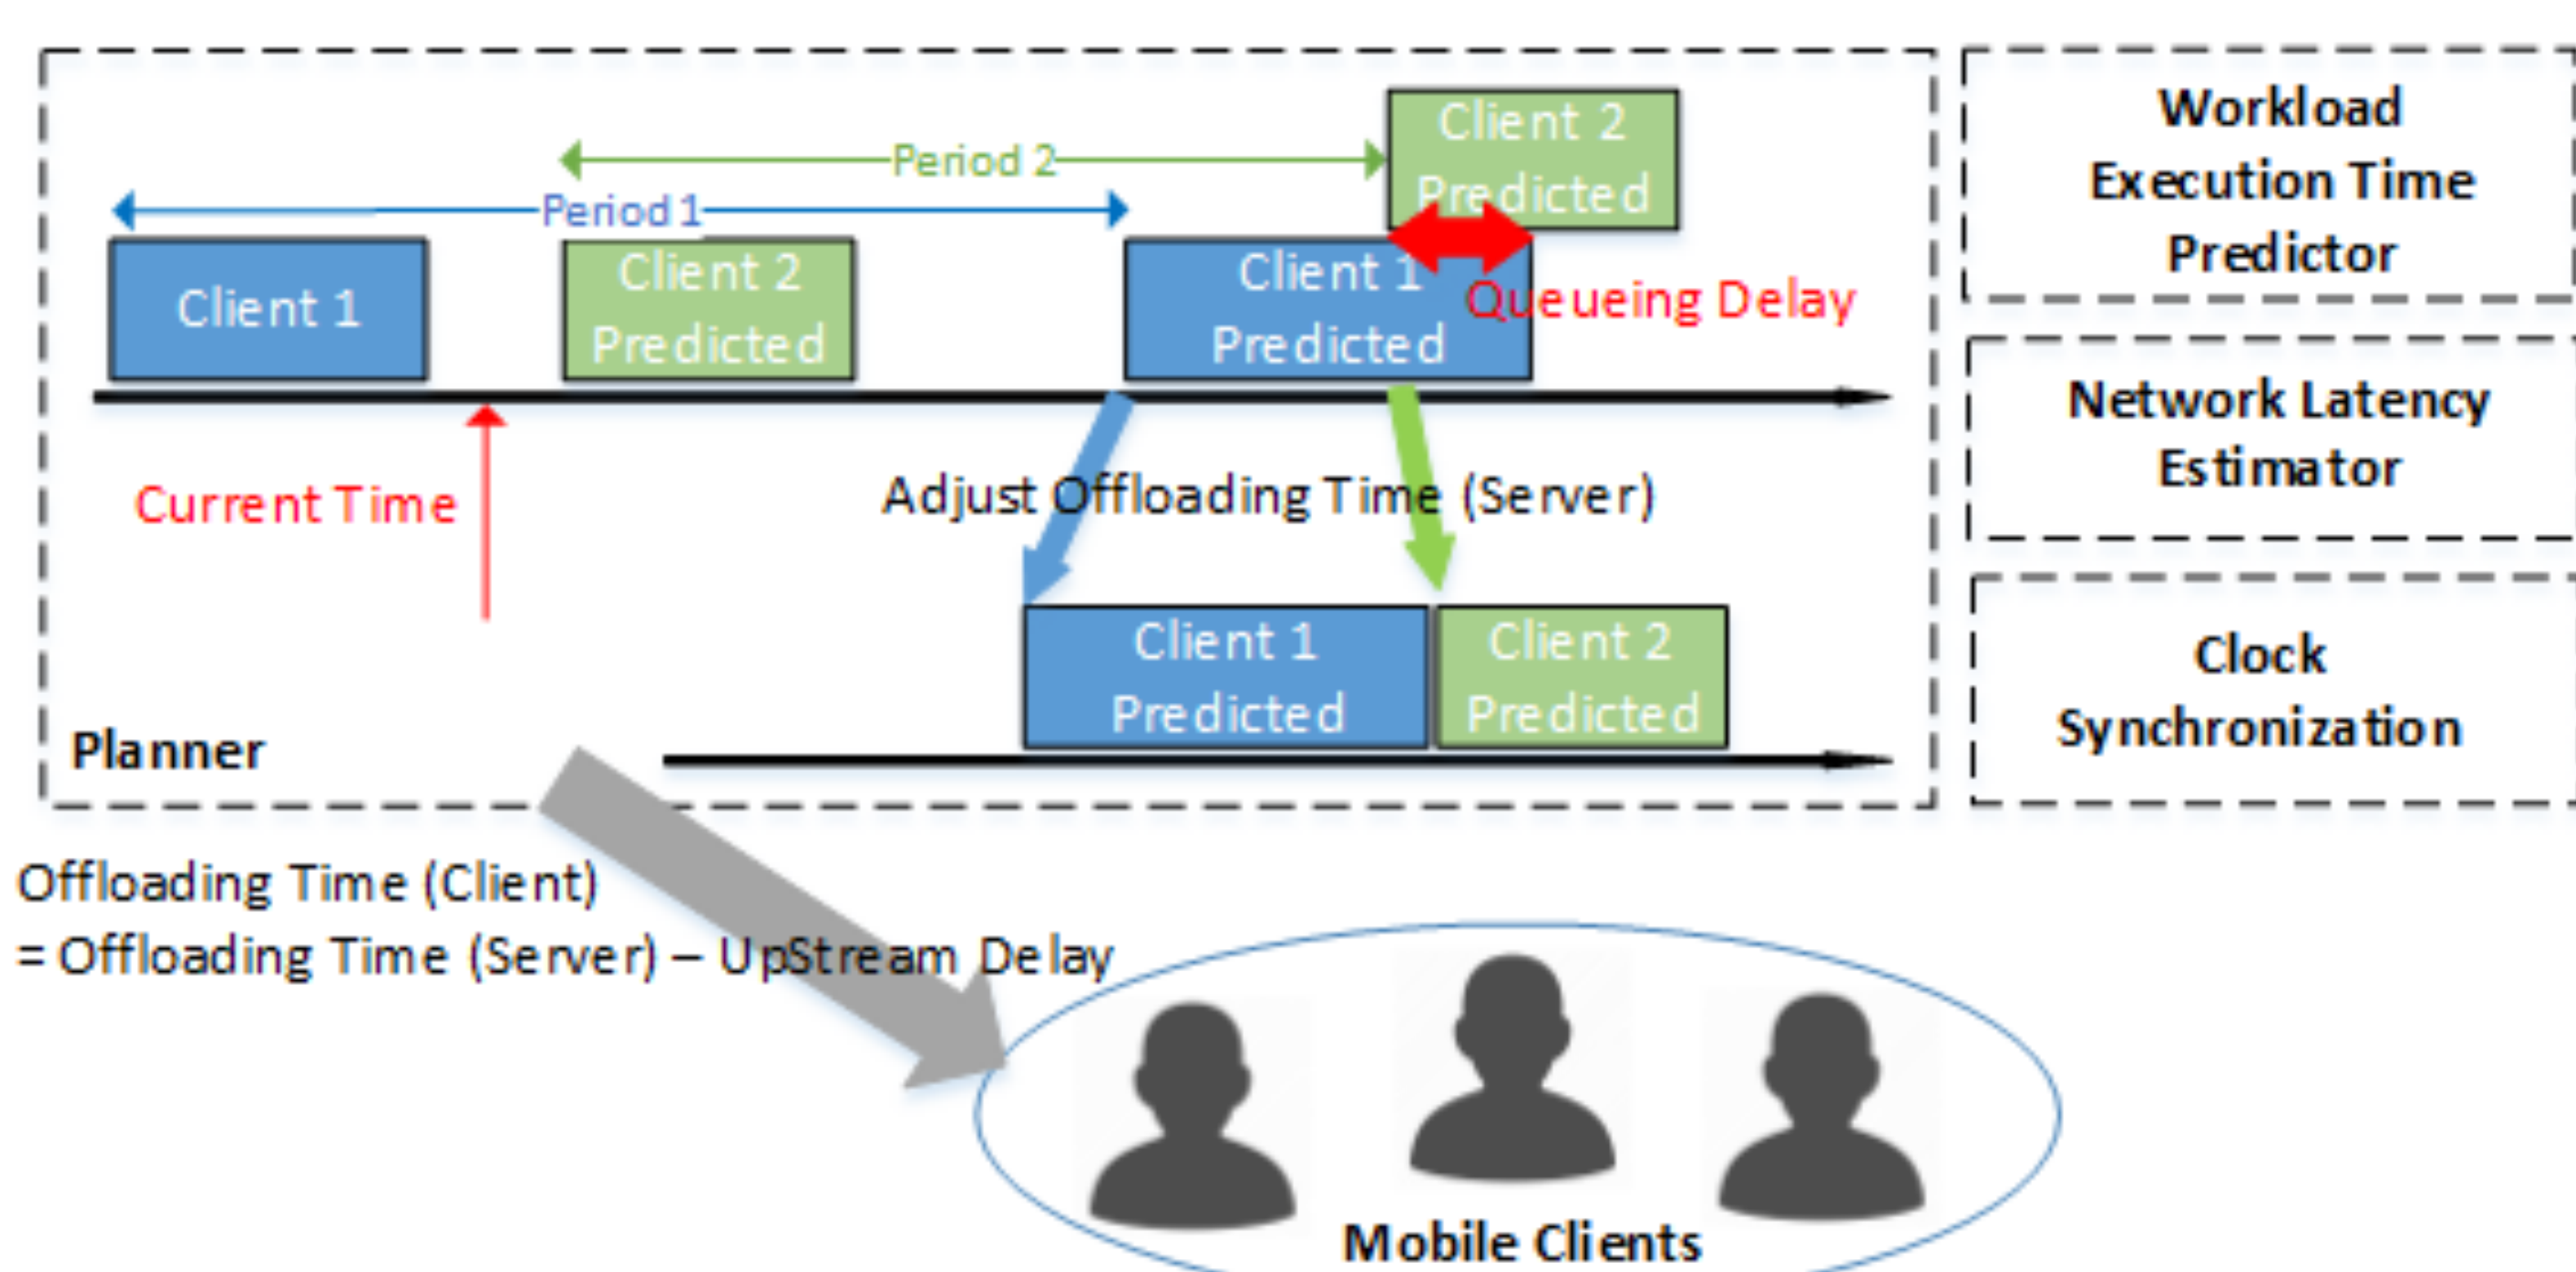 Client 2
Predicted
Period 2
Period 1
Client 1
Client 2
Predicted
Client 1
Predicted
Queueing Delay
Current Time
Adjust Offloading Time (Server)
Client 1
Predicted
Client 2
Predicted
Planner
Workload
Execution Time
Predictor
Network Latency
Estimator
Clock
Synchronization
Offloading Time (Client)
= Offloading Time (Server) – UpStream Delay
Mobile Clients